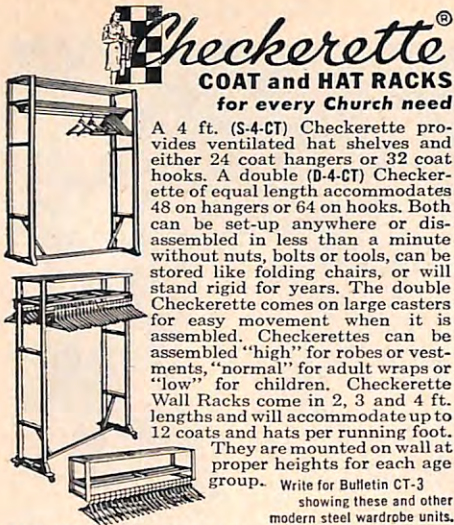 Checkerette®
COAT and HAT RACKS
for every Church need
A 4 ft. (S-4-CT) Checkerette pro-
vides ventilated hat shelves and
either 24 coat hangers or 32 coat
hooks. A double (D-4-CT) Checker-
ette of equal length accommodates
48 on hangers or 64 on hooks. Both
can be set-up anywhere or dis-
assembled in less than a minute
without nuts, bolts or tools, can be
stored like folding chairs, or will
stand rigid for years. The double
Checkerette comes on large casters
for easy movement when it is
assembled. Checkerettes can be
assembled "high" for robes or vest-
ments, "normal" for adult wraps or
"low" for children. Checkerette
Wall Racks come in 2, 3 and 4 ft.
lengths and will accommodate up to
12 coats and hats per running foot.
They are mounted on wall at
proper heights for each age
group. Write for Bulletin CT-3
showing these and other
modern steel wardrobe units.